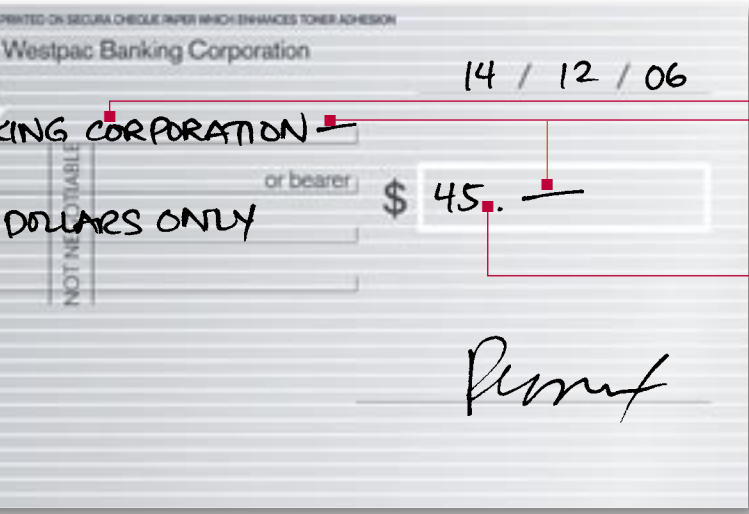 PRINTED ON SECURA CHEQUE PAPER WHICH ENHANCES TONER ADHESION
Westpac Banking Corporation
14 / 12 / 06
KING CORPORATION —
NOT NEGOTIABLE
or bearer
$ 45. —
DOLLARS ONLY